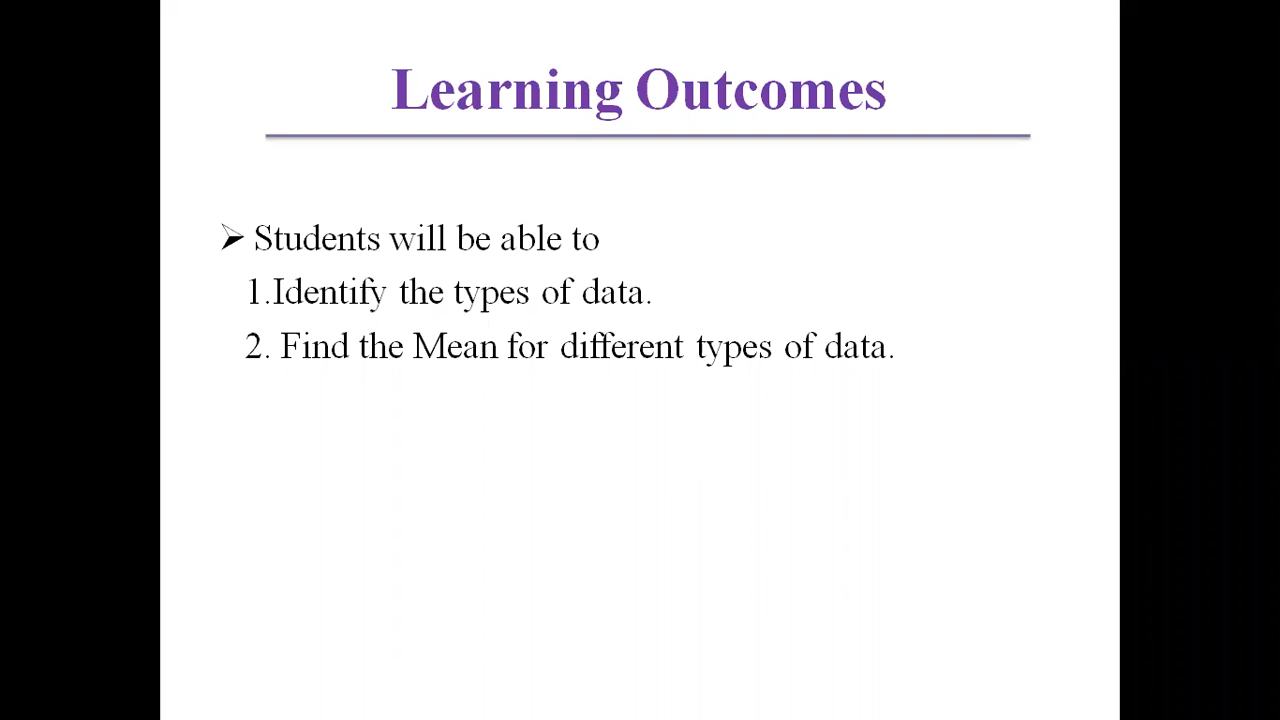 Learning Outcomes
➢ Students will be able to
1.Identify the types of data.
2. Find the Mean for different types of data.